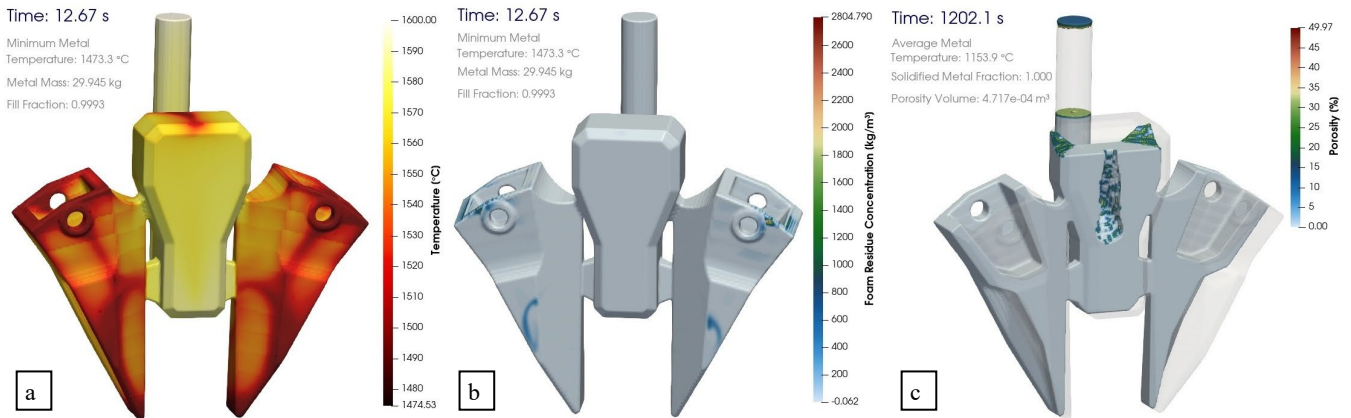 Time: 12.67 s
Minimum Metal
Temperature: 1473.3 °C
Metal Mass: 29.945 kg
Fill Fraction: 0.9993
1600.00
1590
1580
1570
1560
1550
1540
1530
1520
1510
1500
1490
1480
1474.53
Temperature (°C)
a
Time: 12.67 s
Minimum Metal
Temperature: 1473.3 °C
Metal Mass: 29.945 kg
Fill Fraction: 0.9993
2804.790
2600
2400
2200
2000
1800
1600
1400
1200
1000
800
600
400
200
-0.062
Foam Residue Concentration (kg/m³)
b
Time: 1202.1 s
Average Metal
Temperature: 1153.9 °C
Solidified Metal Fraction: 1.000
Porosity Volume: 4.717e-04 m³
49.97
45
40
35
30
25
20
15
10
5
0.00
Porosity (%)
c